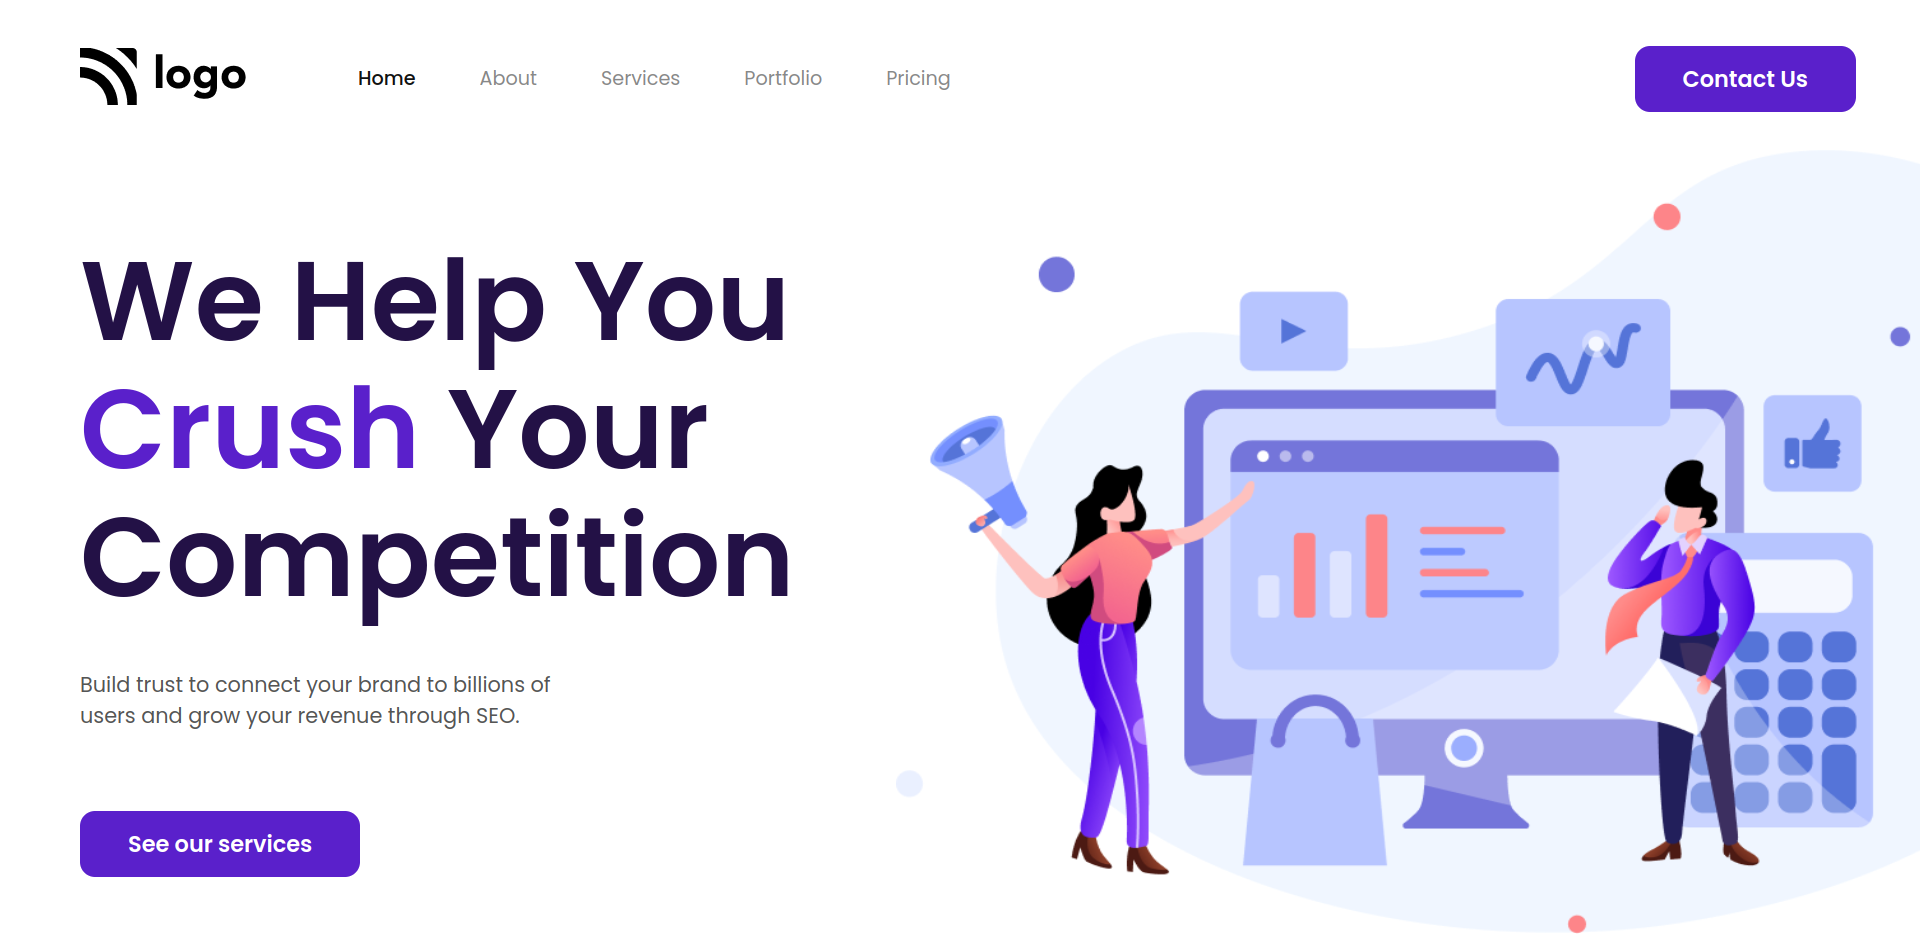 logo
Home About Services Portfolio Pricing
Contact Us
We Help You
Crush Your
Competition
Build trust to connect your brand to billions of
users and grow your revenue through SEO.
See our services